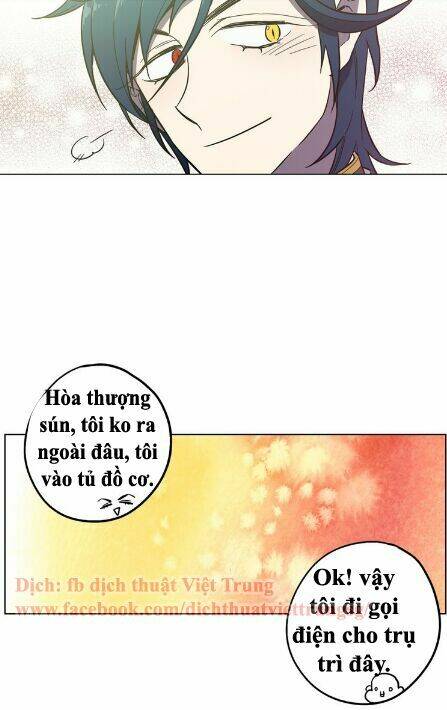 Hòa thượng
sún, tôi ko ra
ngoài đâu, tôi
vào tủ đồ cơ.
Dịch: fb dịch thuật Việt Trung
www.facebook.com/dichthuatviettrunggg/
Ok! vậy
tôi đi gọi
điện cho trụ
trì đây.